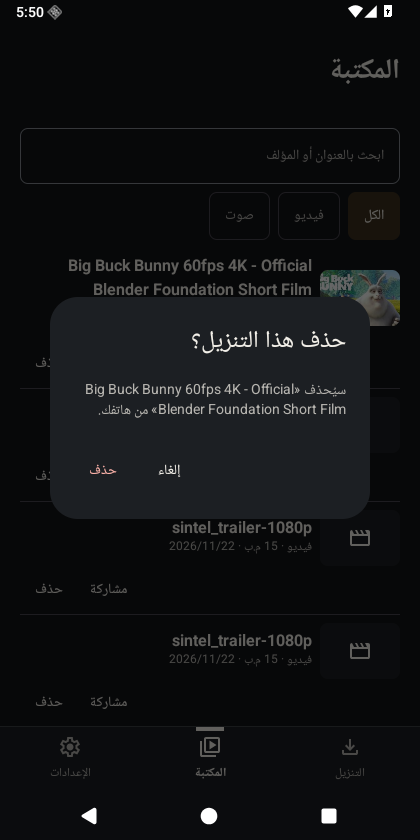 5:50
المكتبة
ابحث بالعنوان أو المؤلف
الكل
فيديو
صوت
Big Buck Bunny 60fps 4K - Official
Blender Foundation Short Film
حذف هذا التنزيل؟
سيُحذف «Big Buck Bunny 60fps 4K - Official
Blender Foundation Short Film» من هاتفك.
إلغاء
حذف
sintel_trailer-1080p
فيديو · 15 م.ب · 2026/11/22
مشاركة
حذف
sintel_trailer-1080p
فيديو · 15 م.ب · 2026/11/22
مشاركة
حذف
التنزيل
المكتبة
الإعدادات